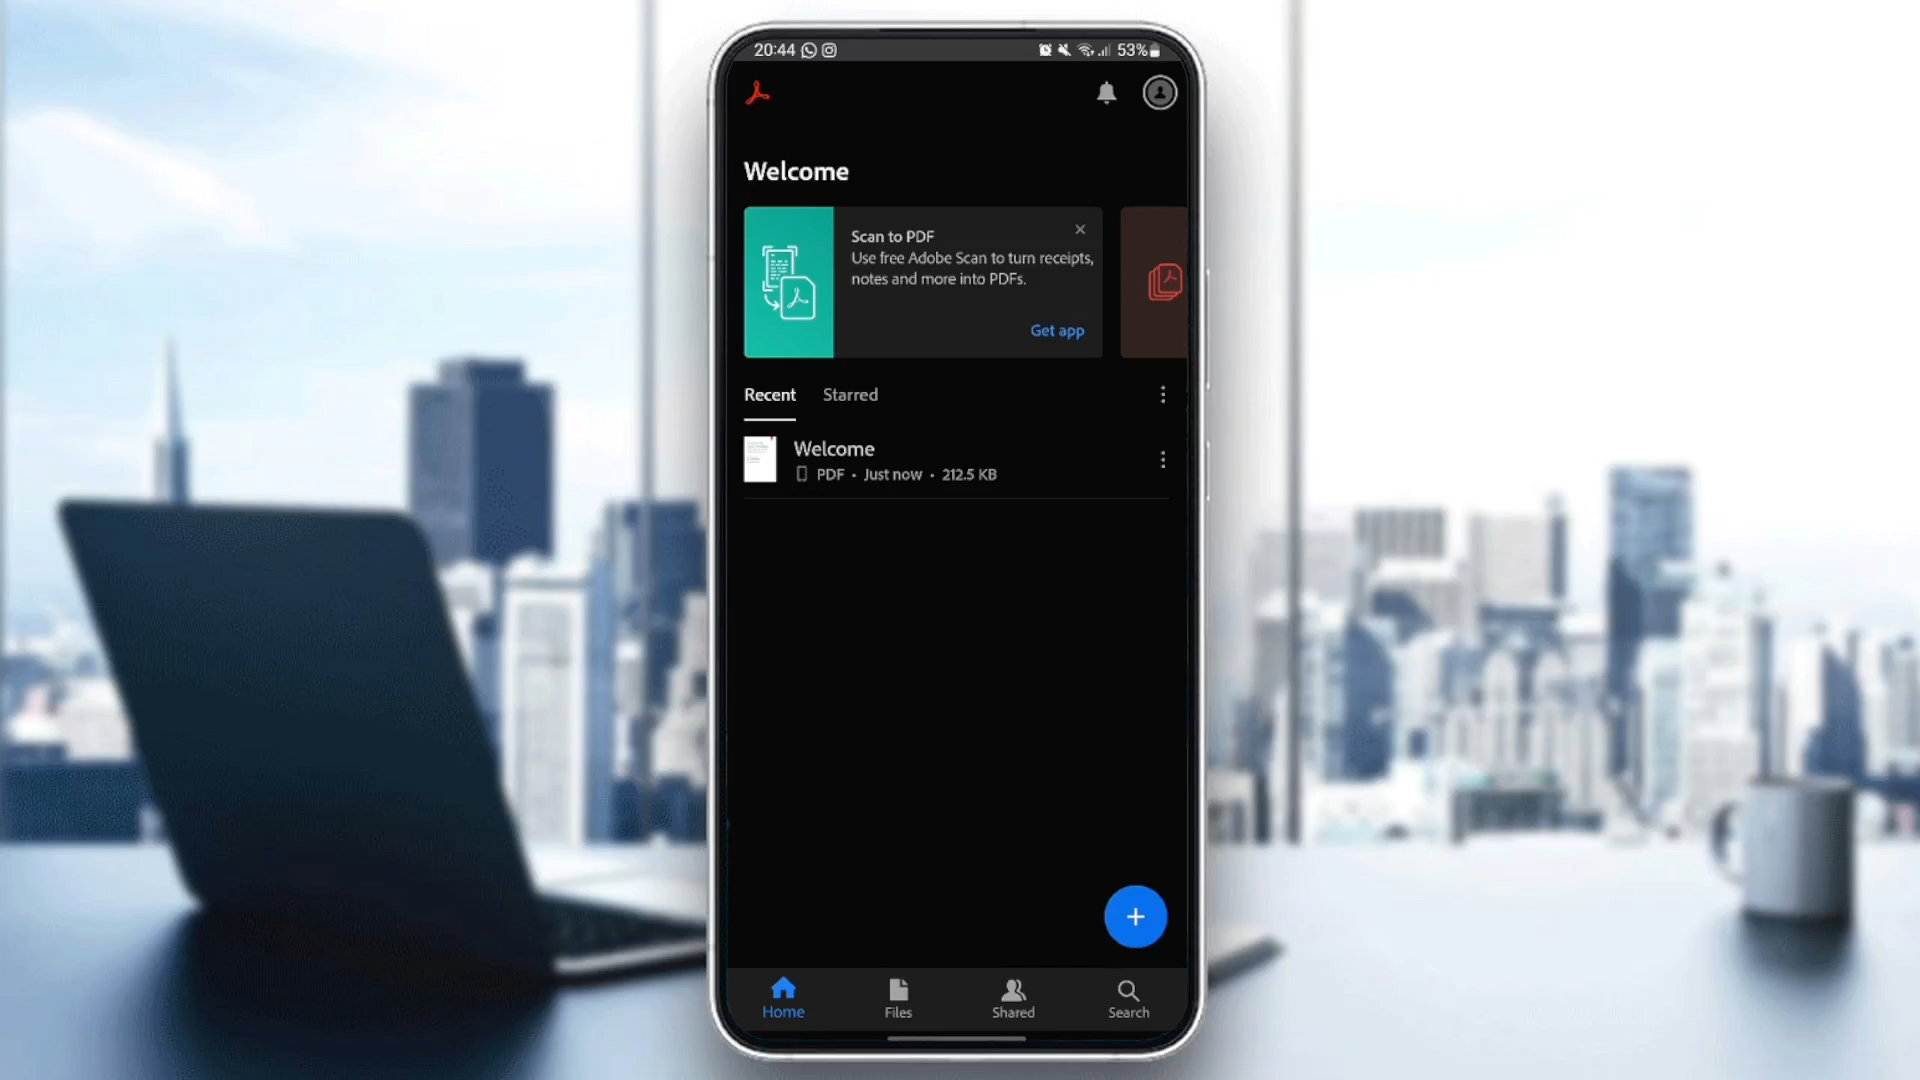 20:44 53%
Welcome
Scan to PDF
Use free Adobe Scan to turn receipts,
notes and more into PDFs.
Get app
Recent Starred
Welcome
PDF • Just now • 212.5 KB
Home Files Shared Search